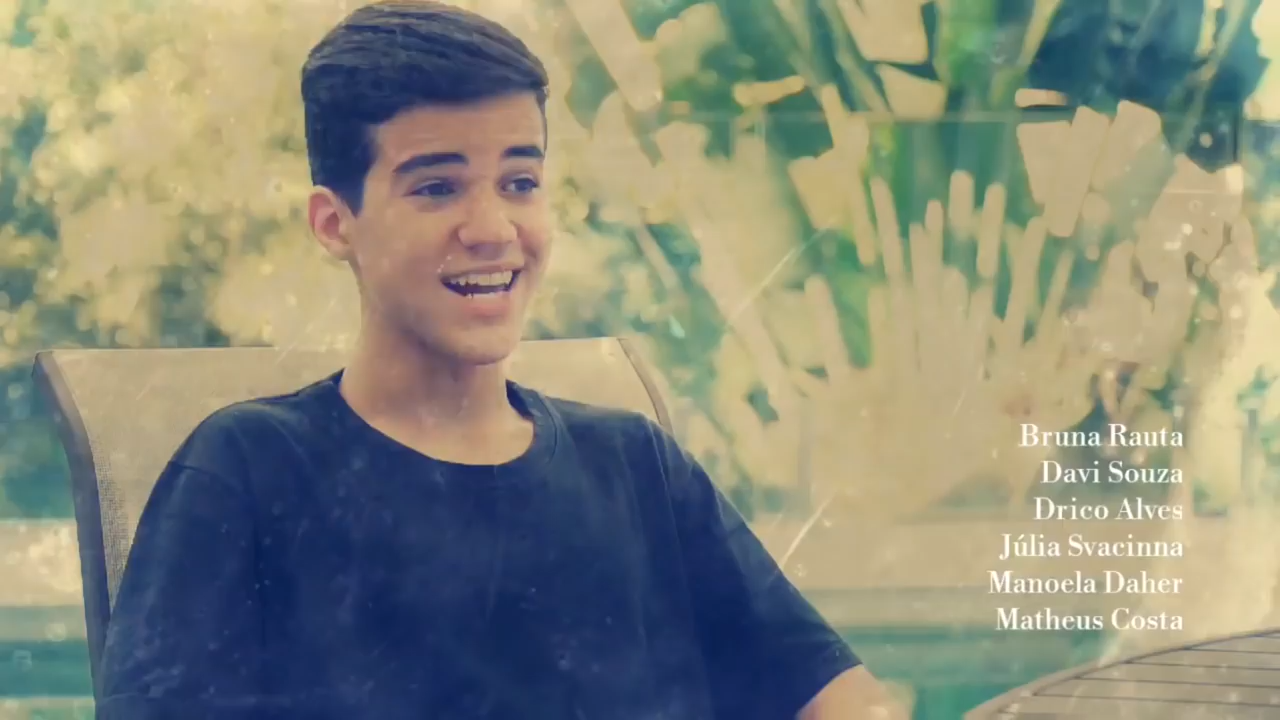 Bruna Rauta
Davi Souza
Drico Alves
Júlia Svacinna
Manoela Daher
Matheus Costa